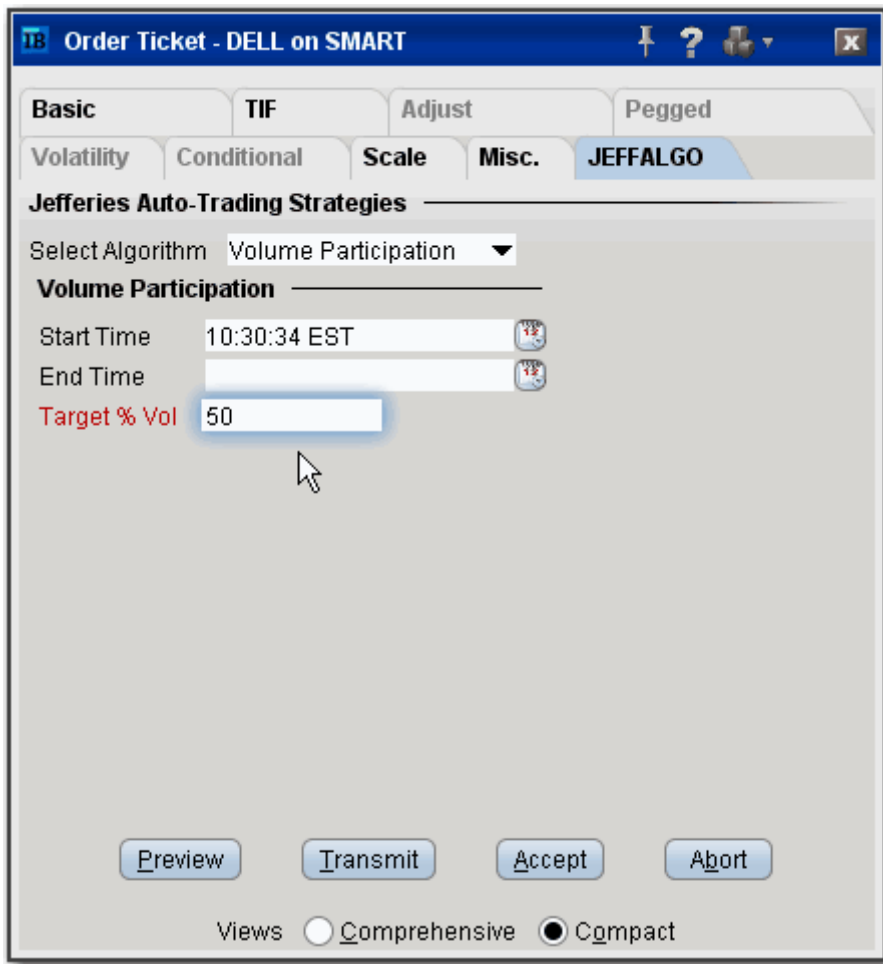 TB Order Ticket - DELL on SMART ? x
Basic TIF Adjust Pegged
Volatility Conditional Scale Misc. JEFFALGO
Jefferies Auto-Trading Strategies
Select Algorithm Volume Participation
Volume Participation
Start Time 10:30:34 EST
End Time
Target % Vol 50
Preview Transmit Accept Abort
Views Comprehensive Compact